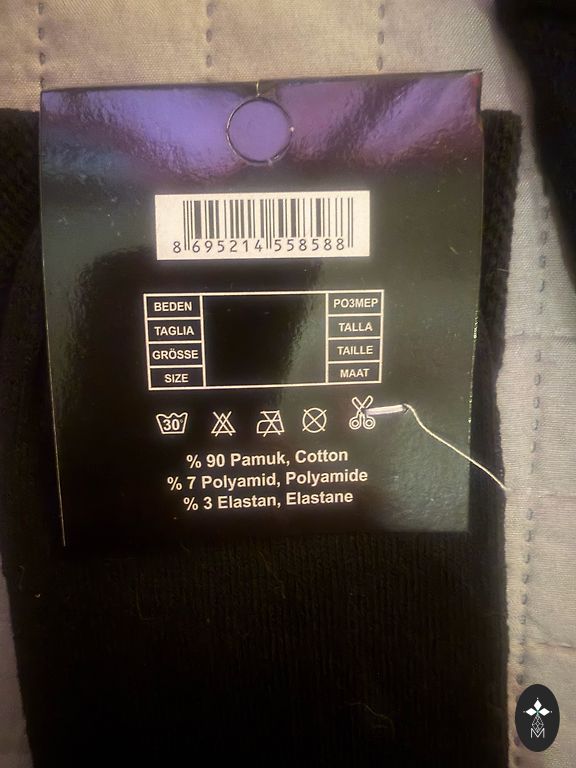 8 695214 558588
BEDEN
TAGLIA
GRÖSSE
SIZE
РОЗМЕР
TALLA
TAILLE
MAAT
30°
% 90 Pamuk, Cotton
% 7 Polyamid, Polyamide
% 3 Elastan, Elastane
M